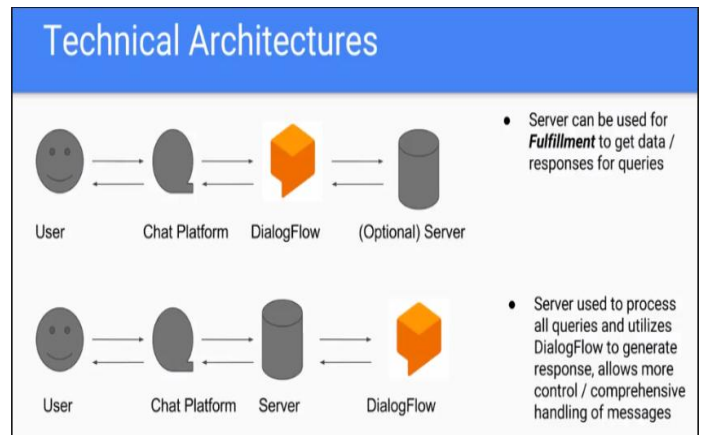 Technical Architectures
● Server can be used for
Fulfillment to get data /
responses for queries
User Chat Platform DialogFlow (Optional) Server
● Server used to process
all queries and utilizes
DialogFlow to generate
response, allows more
control / comprehensive
handling of messages
User Chat Platform Server DialogFlow